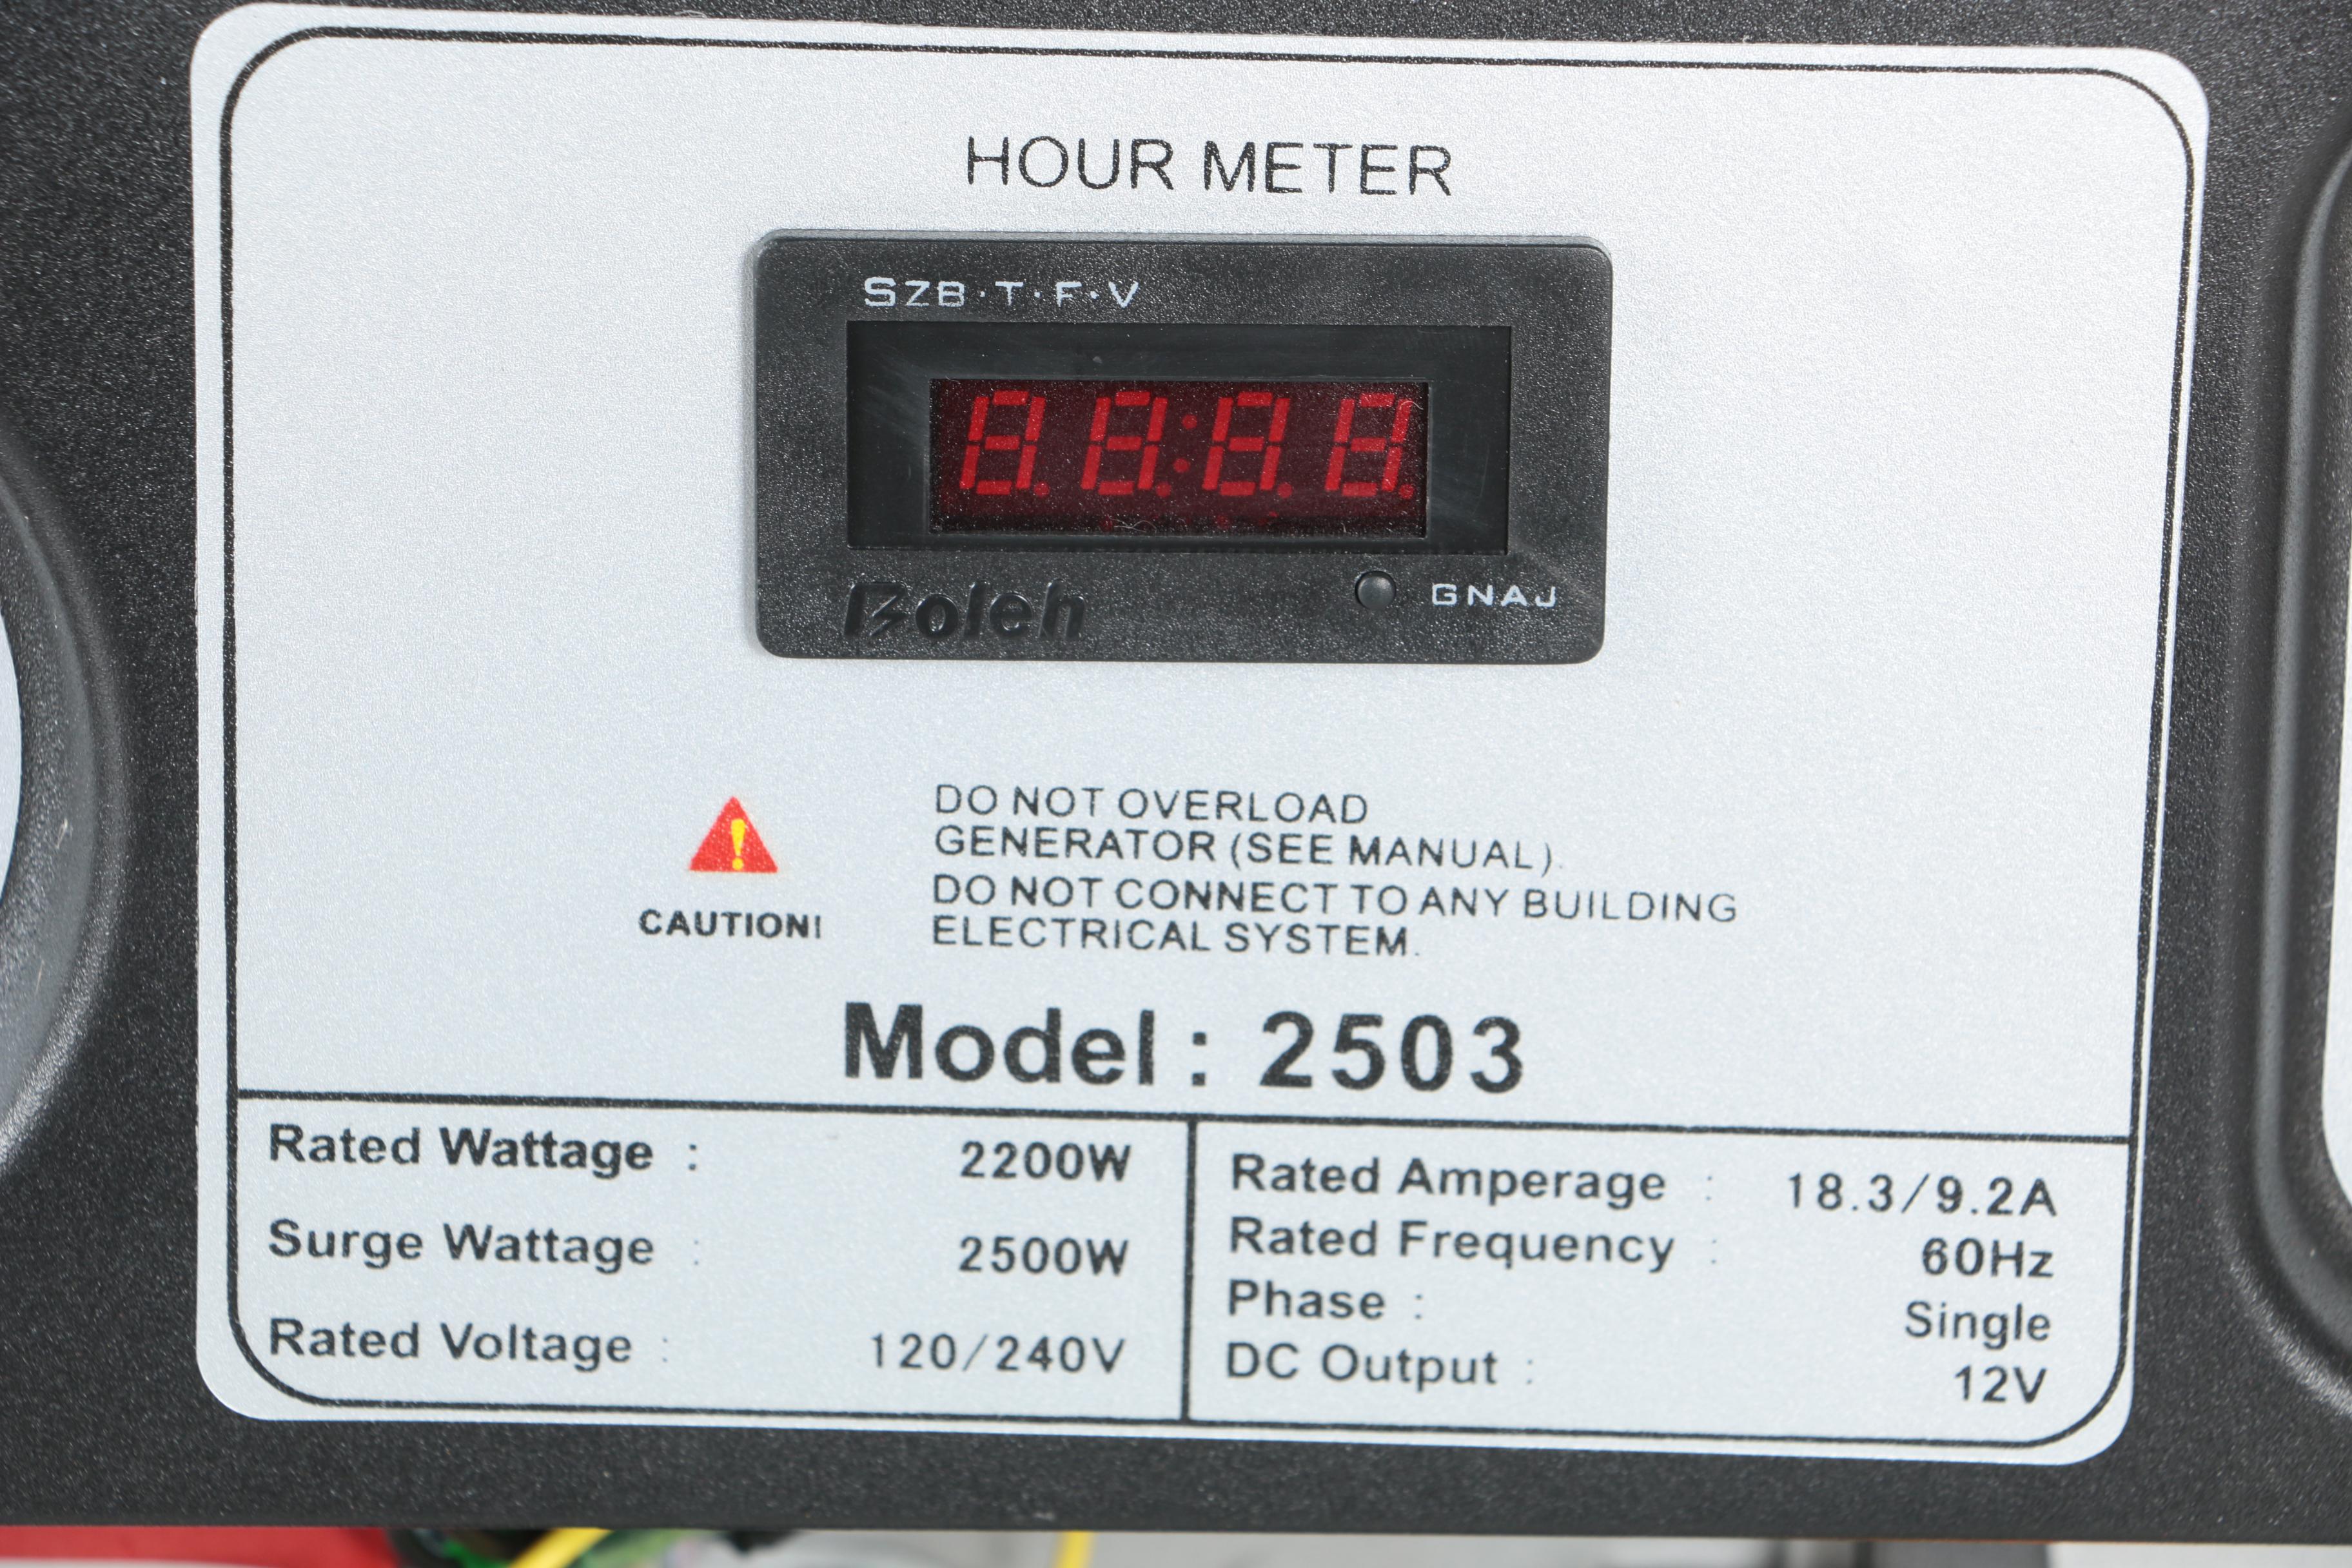 HOUR METER
SZB·T·F·V
8.8:8.8.
Boleh
GNAJ
DO NOT OVERLOAD
GENERATOR (SEE MANUAL).
DO NOT CONNECT TO ANY BUILDING
ELECTRICAL SYSTEM.
CAUTION!
Model : 2503
Rated Wattage : 2200W
Surge Wattage : 2500W
Rated Voltage : 120/240V
Rated Amperage : 18.3/9.2A
Rated Frequency : 60Hz
Phase : Single
DC Output : 12V